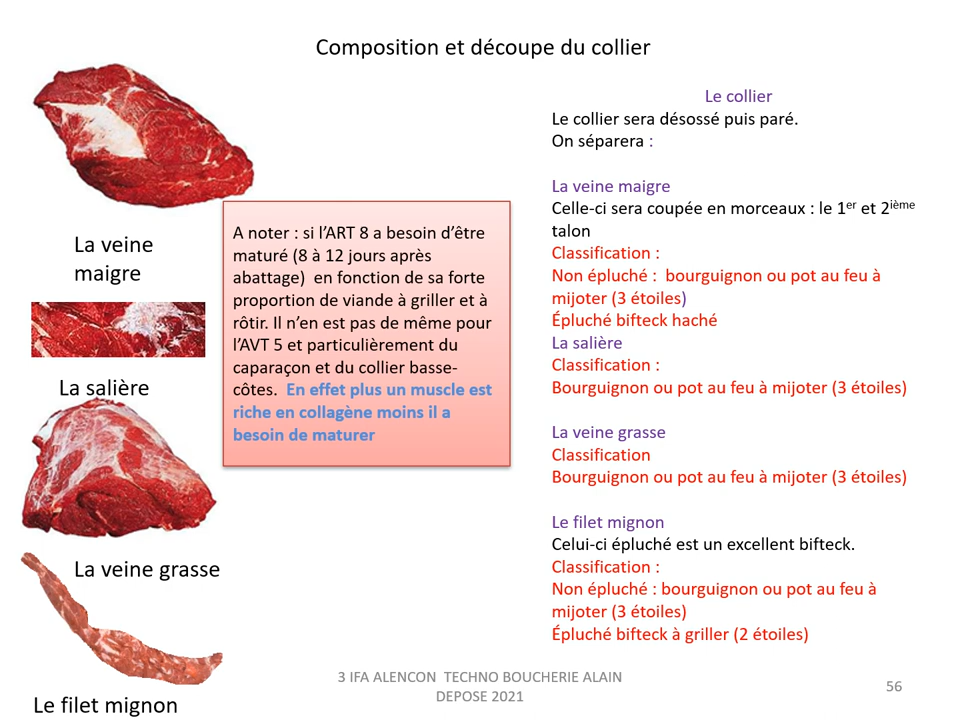 Composition et découpe du collier
La veine
maigre
La salière
La veine grasse
Le filet mignon
A noter : si l’ART 8 a besoin d’être
maturé (8 à 12 jours après
abattage)  en fonction de sa forte
proportion de viande à griller et à
rôtir. Il n’en est pas de même pour
l’AVT 5 et particulièrement du
caparaçon et du collier basse-
côtes.  En effet plus un muscle est
riche en collagène moins il a
besoin de maturer
Le collier
Le collier sera désossé puis paré.
On séparera :
La veine maigre
Celle-ci sera coupée en morceaux : le 1er et 2ième
talon
Classification :
Non épluché :  bourguignon ou pot au feu à
mijoter (3 étoiles)
Épluché bifteck haché
La salière
Classification :
Bourguignon ou pot au feu à mijoter (3 étoiles)
La veine grasse
Classification
Bourguignon ou pot au feu à mijoter (3 étoiles)
Le filet mignon
Celui-ci épluché est un excellent bifteck.
Classification :
Non épluché : bourguignon ou pot au feu à
mijoter (3 étoiles)
Épluché bifteck à griller (2 étoiles)
3 IFA ALENCON  TECHNO BOUCHERIE ALAIN
DEPOSE 2021
56